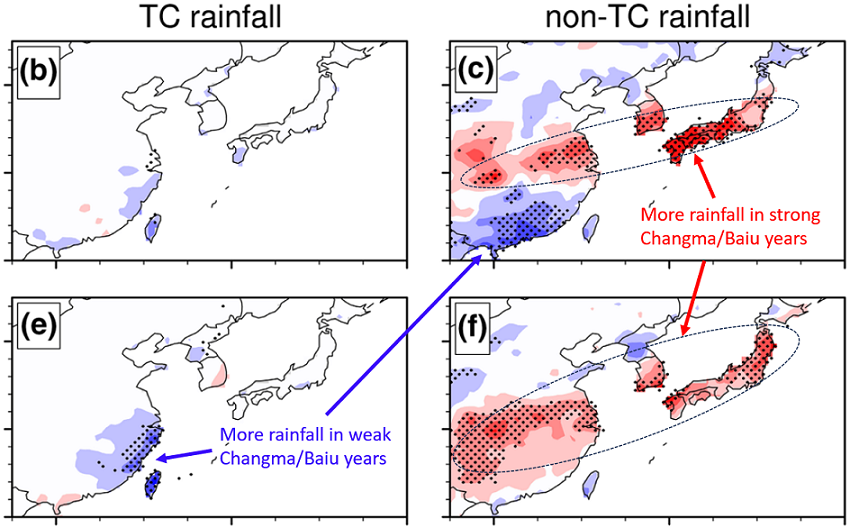 TC rainfall
non-TC rainfall
(b)
(c)
More rainfall in strong
Changma/Baiu years
(e)
(f)
More rainfall in weak
Changma/Baiu years